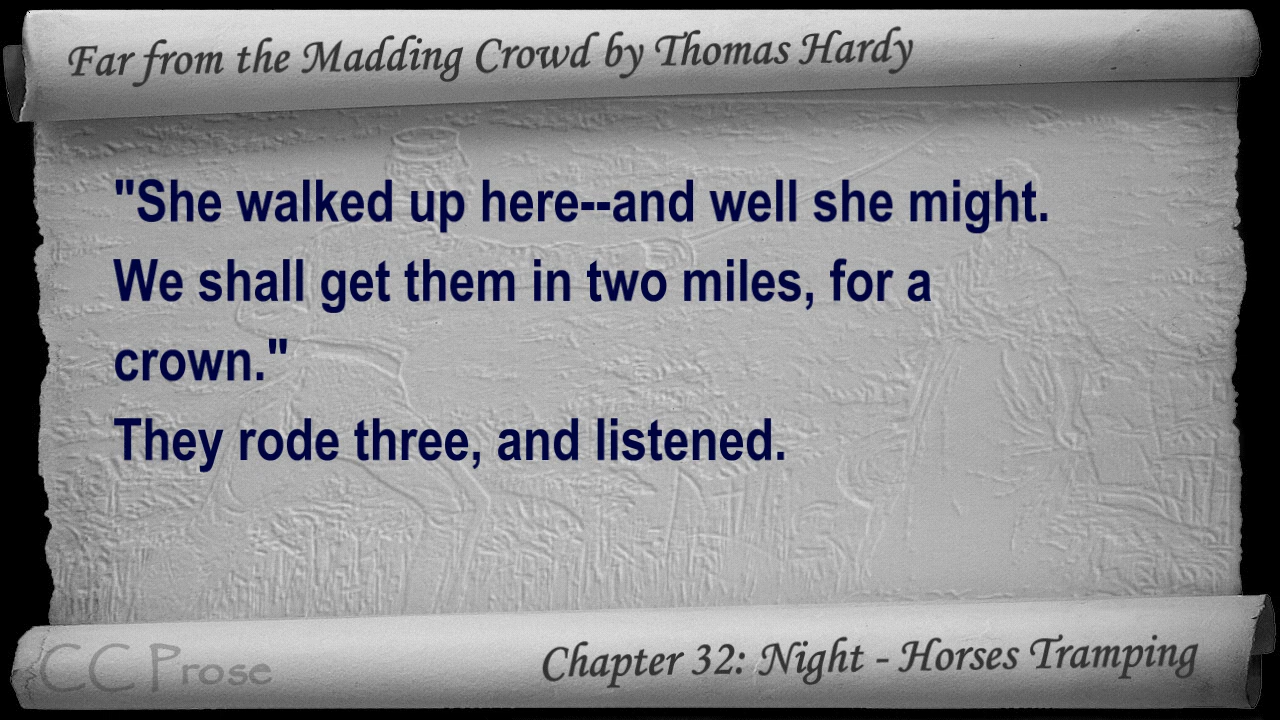 Far from the Madding Crowd by Thomas Hardy
"She walked up here--and well she might.
We shall get them in two miles, for a
crown."
They rode three, and listened.
CC Prose
Chapter 32: Night - Horses Tramping